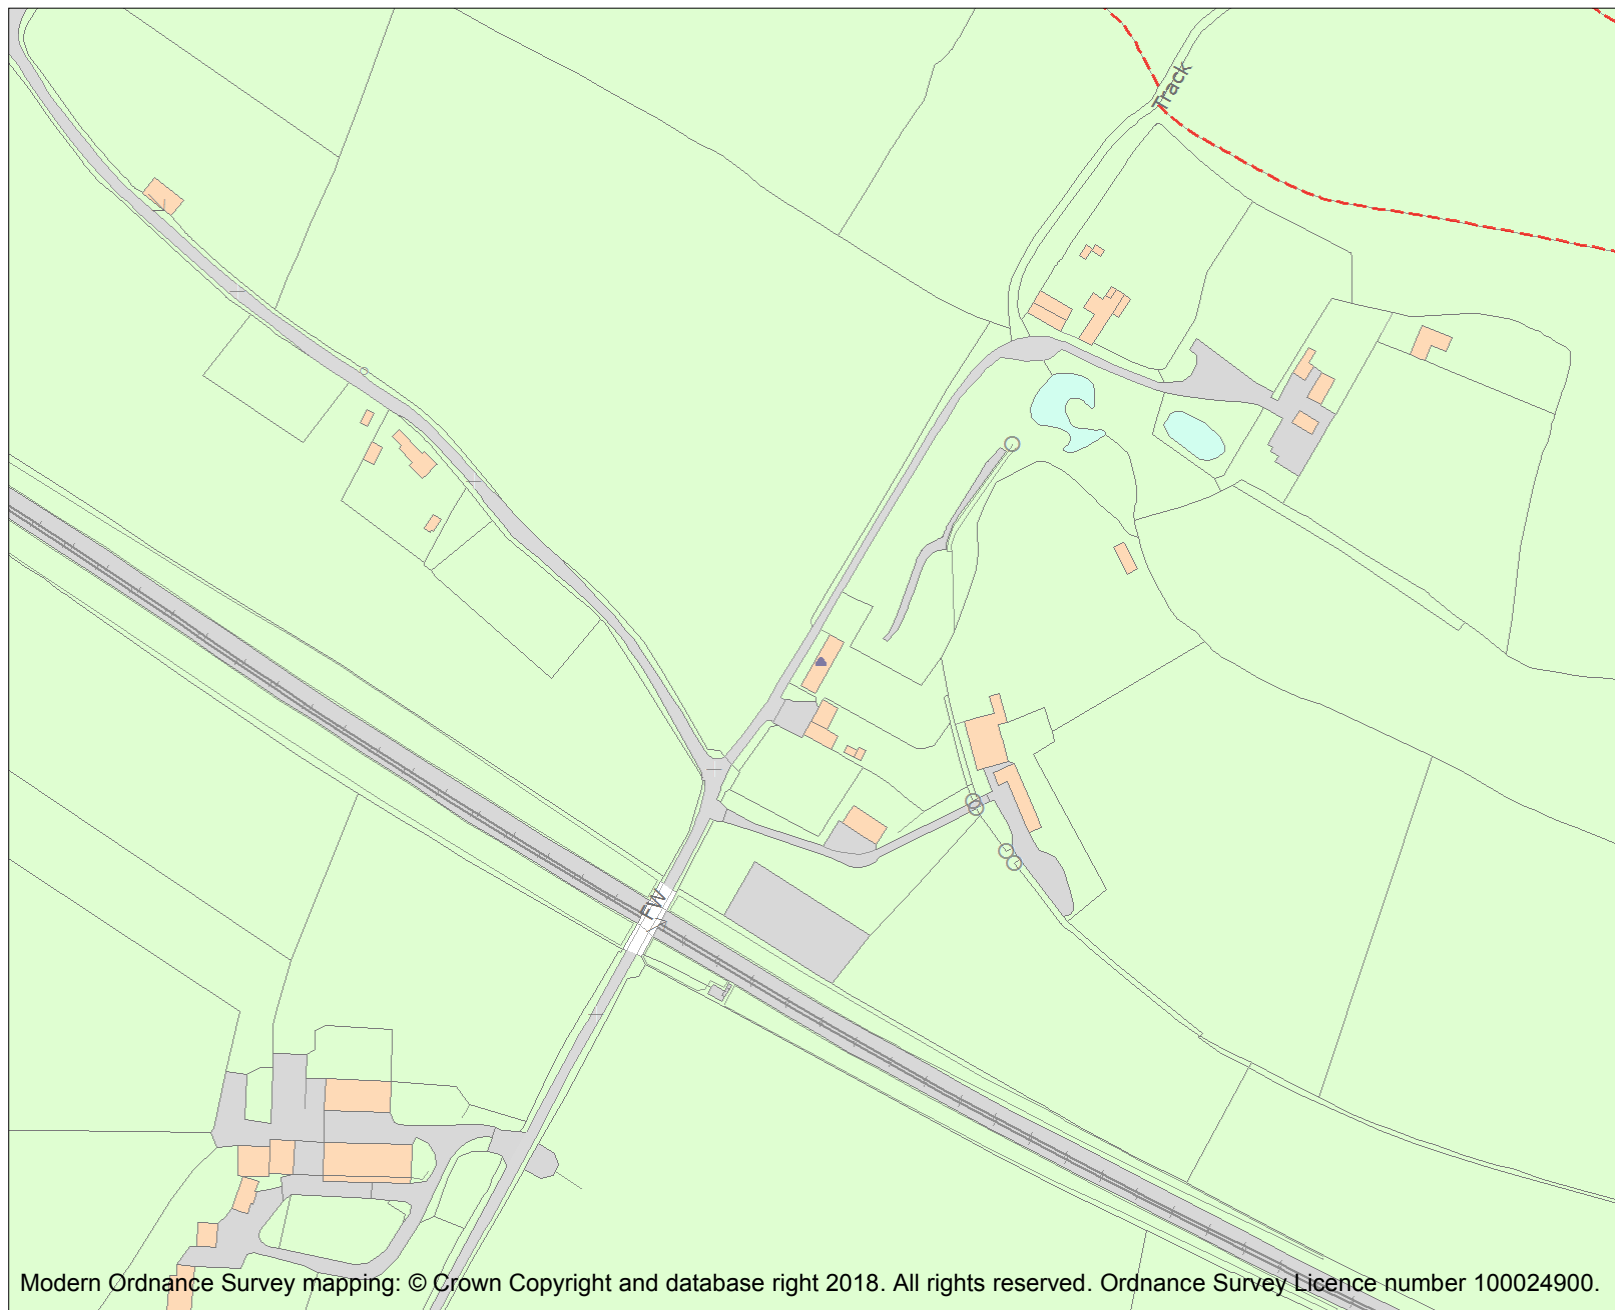 Track
FW
Modern Ordnance Survey mapping: © Crown Copyright and database right 2018. All rights reserved. Ordnance Survey Licence number 100024900.